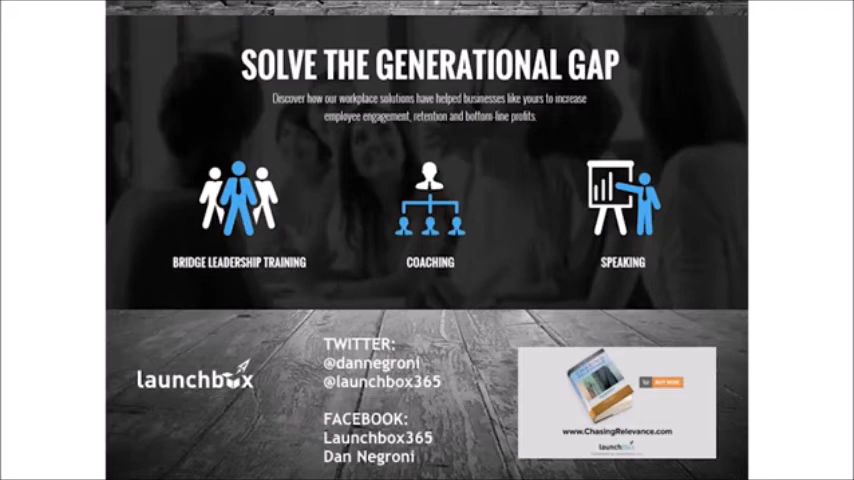 SOLVE THE GENERATIONAL GAP
Discover how our workplace solutions have helped businesses like yours to increase
employee engagement, retention and bottom-line profits.
BRIDGE LEADERSHIP TRAINING
COACHING
SPEAKING
launchbox
TWITTER:
@dannegroni
@launchbox365
FACEBOOK:
Launchbox365
Dan Negroni
BUY NOW
www.ChasingRelevance.com
launchbox